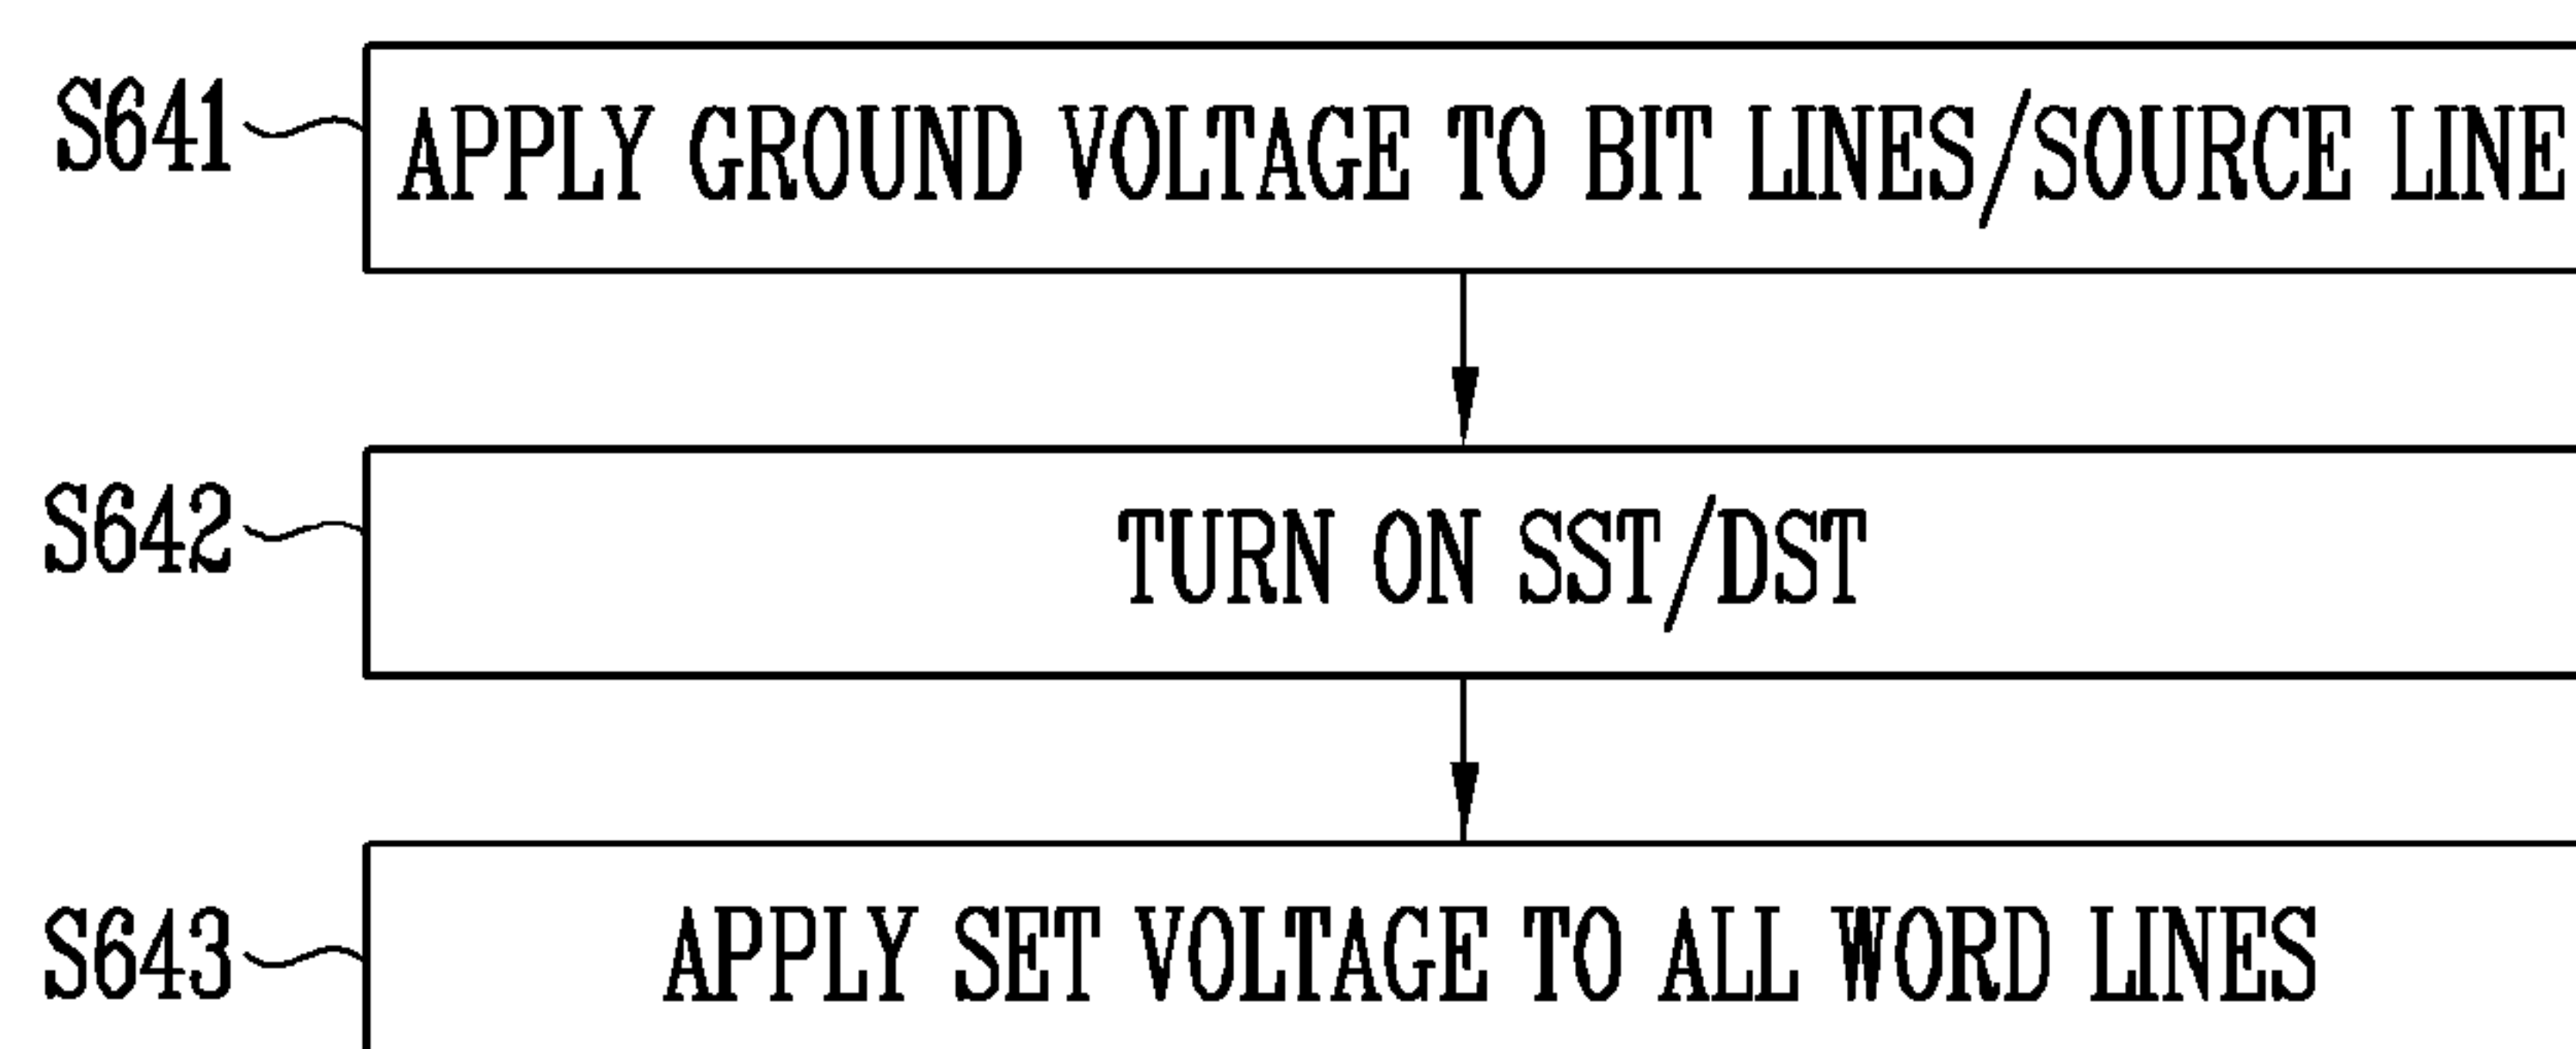 S641 APPLY GROUND VOLTAGE TO BIT LINES/SOURCE LINE
S642 TURN ON SST/DST
S643 APPLY SET VOLTAGE TO ALL WORD LINES